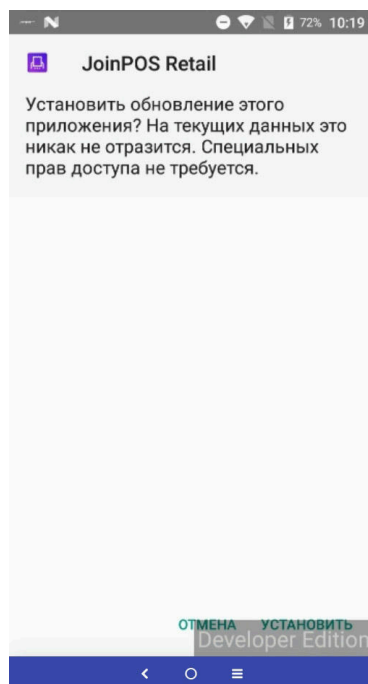 72% 10:19
JoinPOS Retail
Установить обновление этого
приложения? На текущих данных это
никак не отразится. Специальных
прав доступа не требуется.
ОТМЕНА УСТАНОВИТЬ
Developer Edition